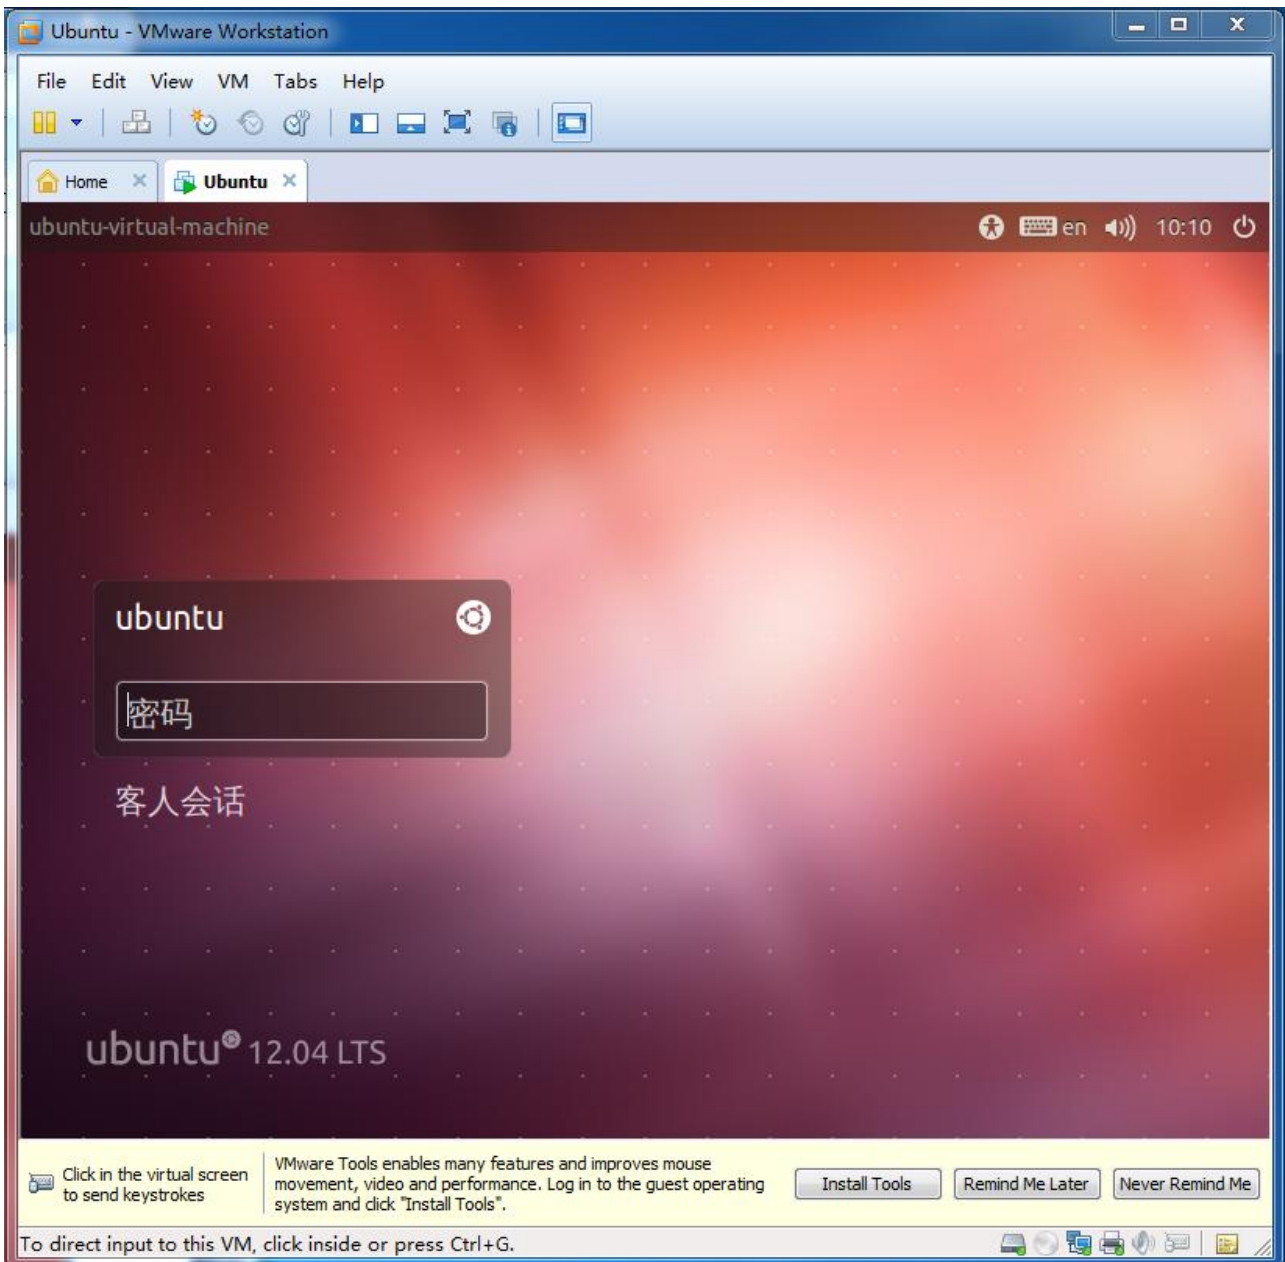 Ubuntu - VMware Workstation
File Edit View VM Tabs Help
Home Ubuntu
ubuntu-virtual-machine en 10:10
ubuntu
密码
客人会话
ubuntu 12.04 LTS
Click in the virtual screen
to send keystrokes
VMware Tools enables many features and improves mouse
movement, video and performance. Log in to the guest operating
system and click "Install Tools".
Install Tools Remind Me Later Never Remind Me
To direct input to this VM, click inside or press Ctrl+G.